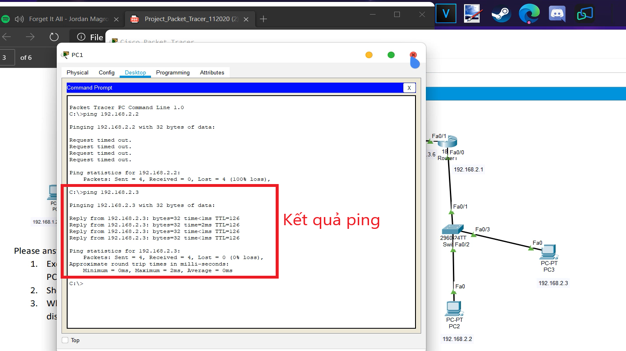 Forget It All - Jordan Magr
Project_Packet_Tracer_112020 (2)
3
of 6
File
Cisco Packet Tracer
PC1
Physical
Config
Desktop
Programming
Attributes
Command Prompt
X
Packet Tracer PC Command Line 1.0
C:\>ping 192.168.2.2
Pinging 192.168.2.2 with 32 bytes of data:
Request timed out.
Request timed out.
Request timed out.
Request timed out.
Ping statistics for 192.168.2.2:
Packets: Sent = 4, Received = 0, Lost = 4 (100% loss),
C:\>ping 192.168.2.3
Pinging 192.168.2.3 with 32 bytes of data:
Reply from 192.168.2.3: bytes=32 time<1ms TTL=126
Reply from 192.168.2.3: bytes=32 time=2ms TTL=126
Reply from 192.168.2.3: bytes=32 time<1ms TTL=126
Reply from 192.168.2.3: bytes=32 time<1ms TTL=126
Ping statistics for 192.168.2.3:
Packets: Sent = 4, Received = 4, Lost = 0 (0% loss),
Approximate round trip times in milli-seconds:
Minimum = 0ms, Maximum = 2ms, Average = 0ms
C:\>
Top
Kết quả ping
192.168.1.
Please ans
1. Exe
PC
2. Sh
3. Wh
dis
V
Fa0/1
3.6
18
Fa0/0
192.168.2.1
Fa0/1
Fa0/3
Fa0/2
Fa0
PC-PT
PC3
192.168.2.3
Fa0
PC-PT
PC2
192.168.2.2